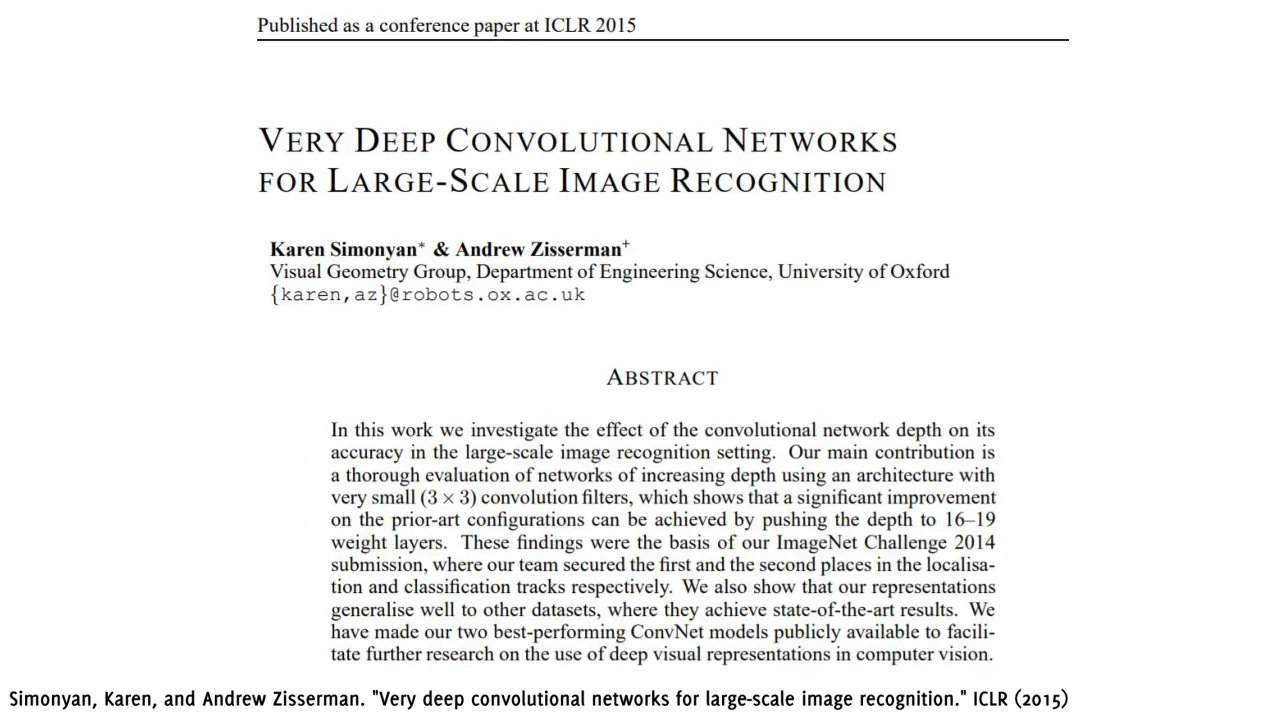 Published as a conference paper at ICLR 2015
VERY DEEP CONVOLUTIONAL NETWORKS
FOR LARGE-SCALE IMAGE RECOGNITION
Karen Simonyan* & Andrew Zisserman+
Visual Geometry Group, Department of Engineering Science, University of Oxford
{karen,az}@robots.ox.ac.uk
ABSTRACT
In this work we investigate the effect of the convolutional network depth on its
accuracy in the large-scale image recognition setting. Our main contribution is
a thorough evaluation of networks of increasing depth using an architecture with
very small (3 × 3) convolution filters, which shows that a significant improvement
on the prior-art configurations can be achieved by pushing the depth to 16–19
weight layers. These findings were the basis of our ImageNet Challenge 2014
submission, where our team secured the first and the second places in the localisa-
tion and classification tracks respectively. We also show that our representations
generalise well to other datasets, where they achieve state-of-the-art results. We
have made our two best-performing ConvNet models publicly available to facili-
tate further research on the use of deep visual representations in computer vision.
Simonyan, Karen, and Andrew Zisserman. "Very deep convolutional networks for large-scale image recognition." ICLR (2015)